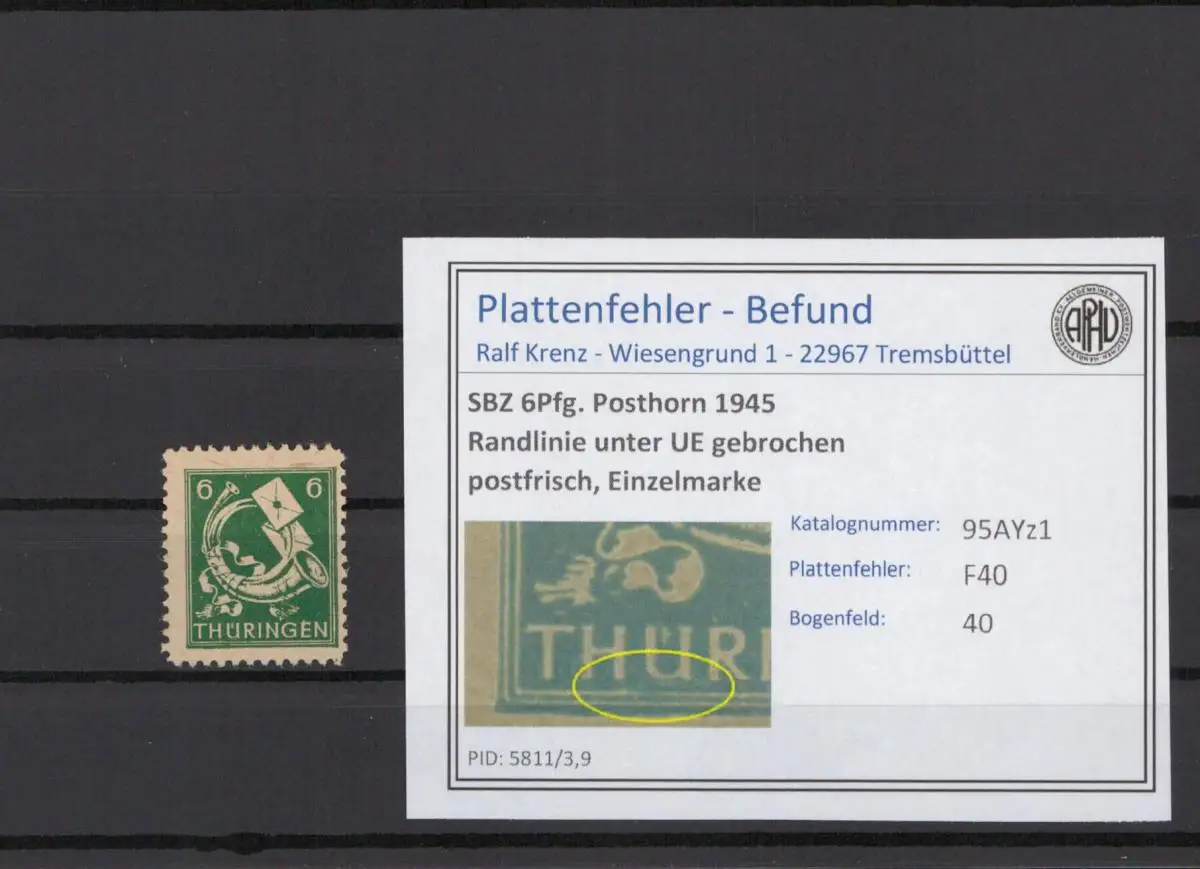 6 6
THÜRINGEN
Plattenfehler - Befund
Ralf Krenz - Wiesengrund 1 - 22967 Tremsbüttel
APHV
SBZ 6Pfg. Posthorn 1945
Randlinie unter UE gebrochen
postfrisch, Einzelmarke
Katalognummer: 95AYz1
Plattenfehler: F40
Bogenfeld: 40
THÜR
PID: 5811/3,9